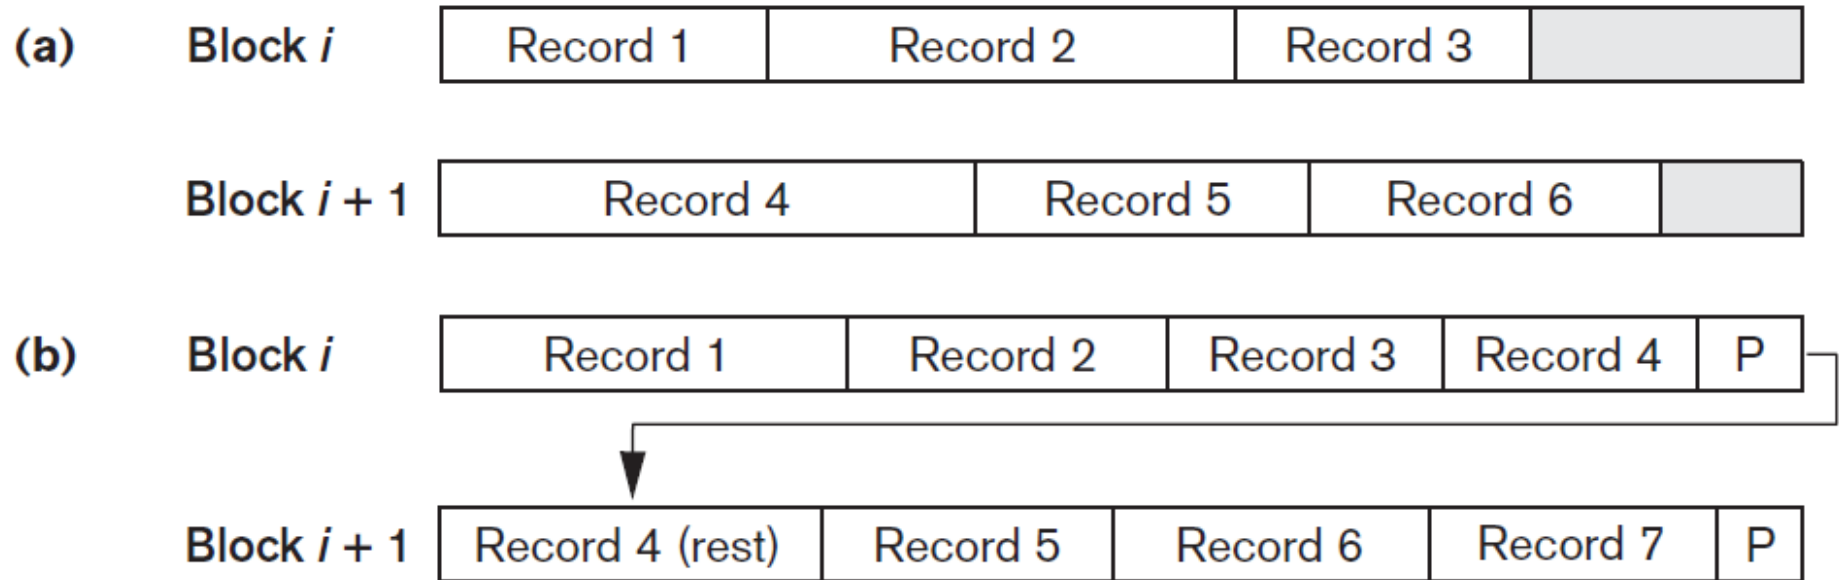 (a) Block i Record 1 Record 2 Record 3
Block i + 1 Record 4 Record 5 Record 6
(b) Block i Record 1 Record 2 Record 3 Record 4 P
Block i + 1 Record 4 (rest) Record 5 Record 6 Record 7 P